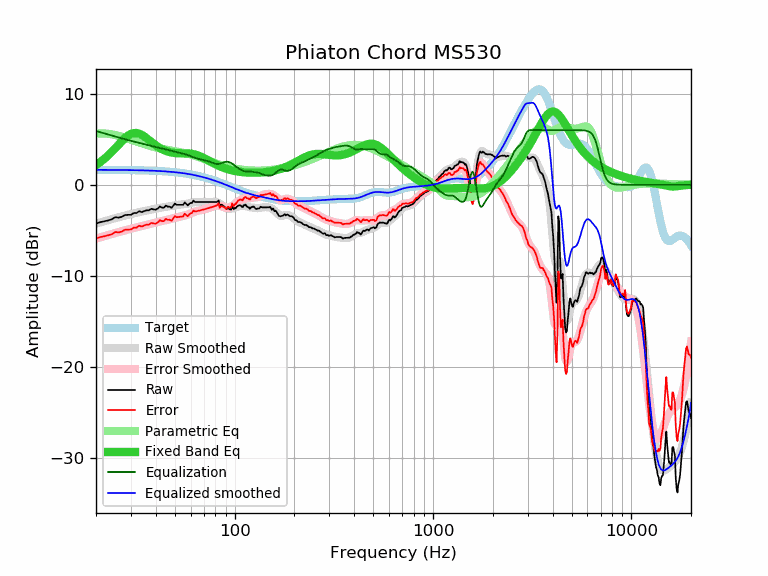 Phiaton Chord MS530
Amplitude (dBr)
10
0
−10
−20
−30
Target
Raw Smoothed
Error Smoothed
Raw
Error
Parametric Eq
Fixed Band Eq
Equalization
Equalized smoothed
100
1000
10000
Frequency (Hz)